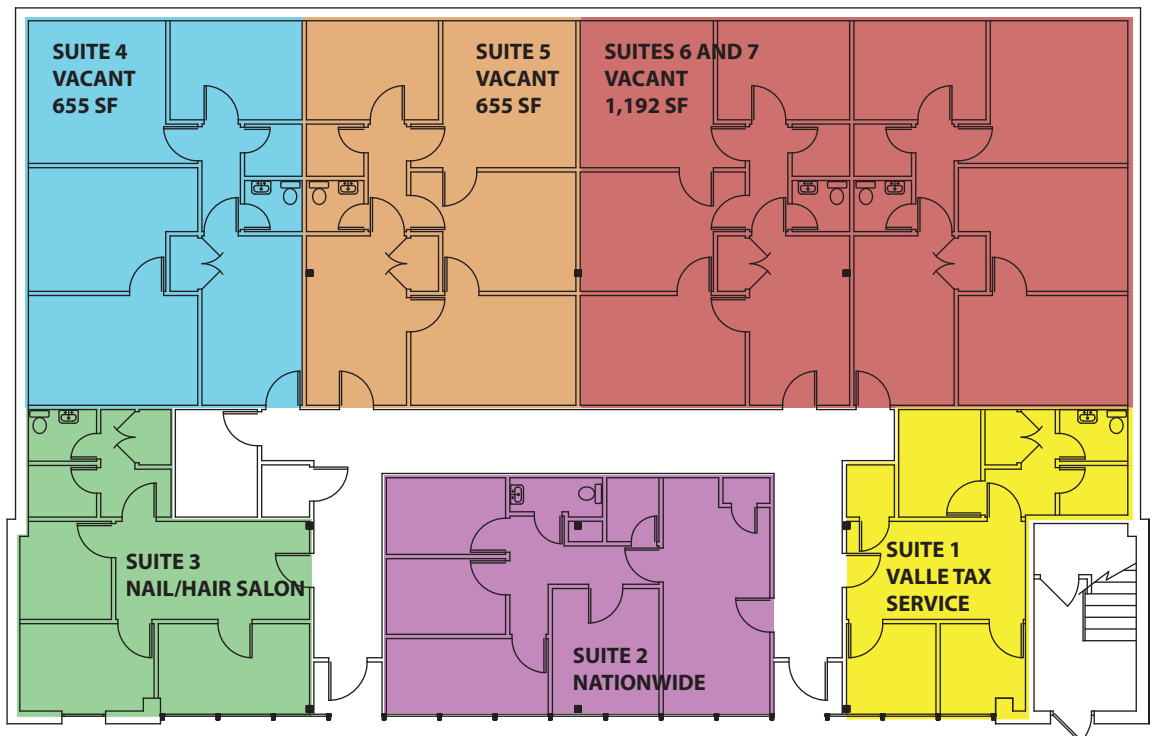 SUITE 4
VACANT
655 SF
SUITE 5
VACANT
655 SF
SUITES 6 AND 7
VACANT
1,192 SF
SUITE 3
NAIL/HAIR SALON
SUITE 2
NATIONWIDE
SUITE 1
VALLE TAX
SERVICE